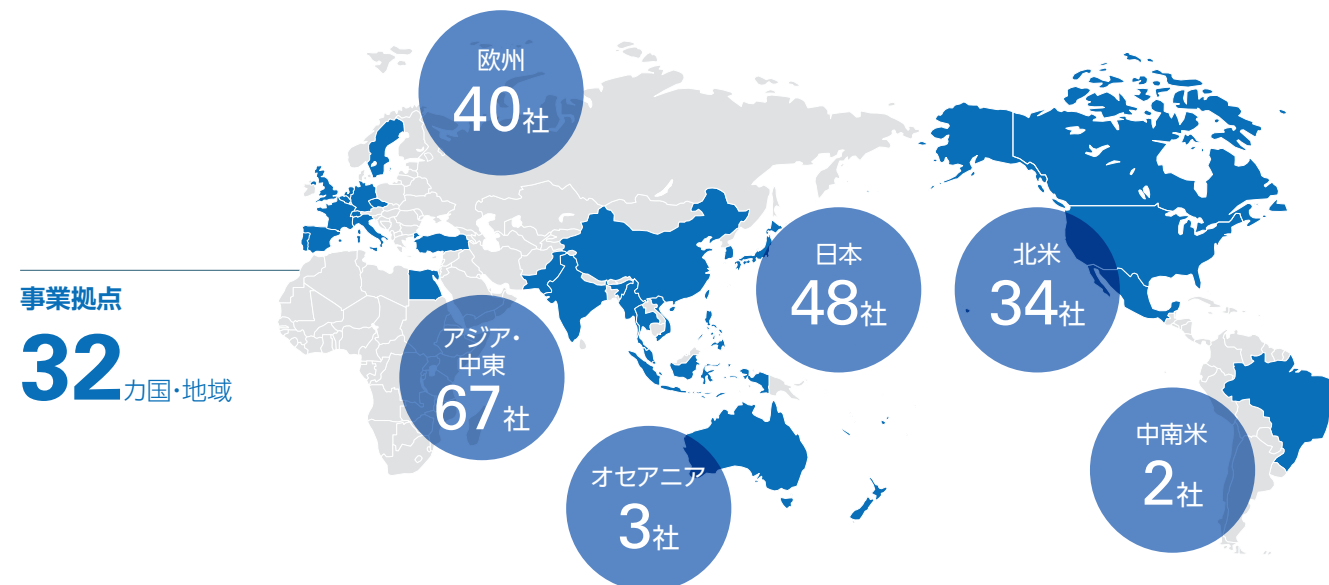 欧州
40社
日本
48社
北米
34社
事業拠点
32カ国・地域
アジア・
中東
67社
中南米
2社
オセアニア
3社